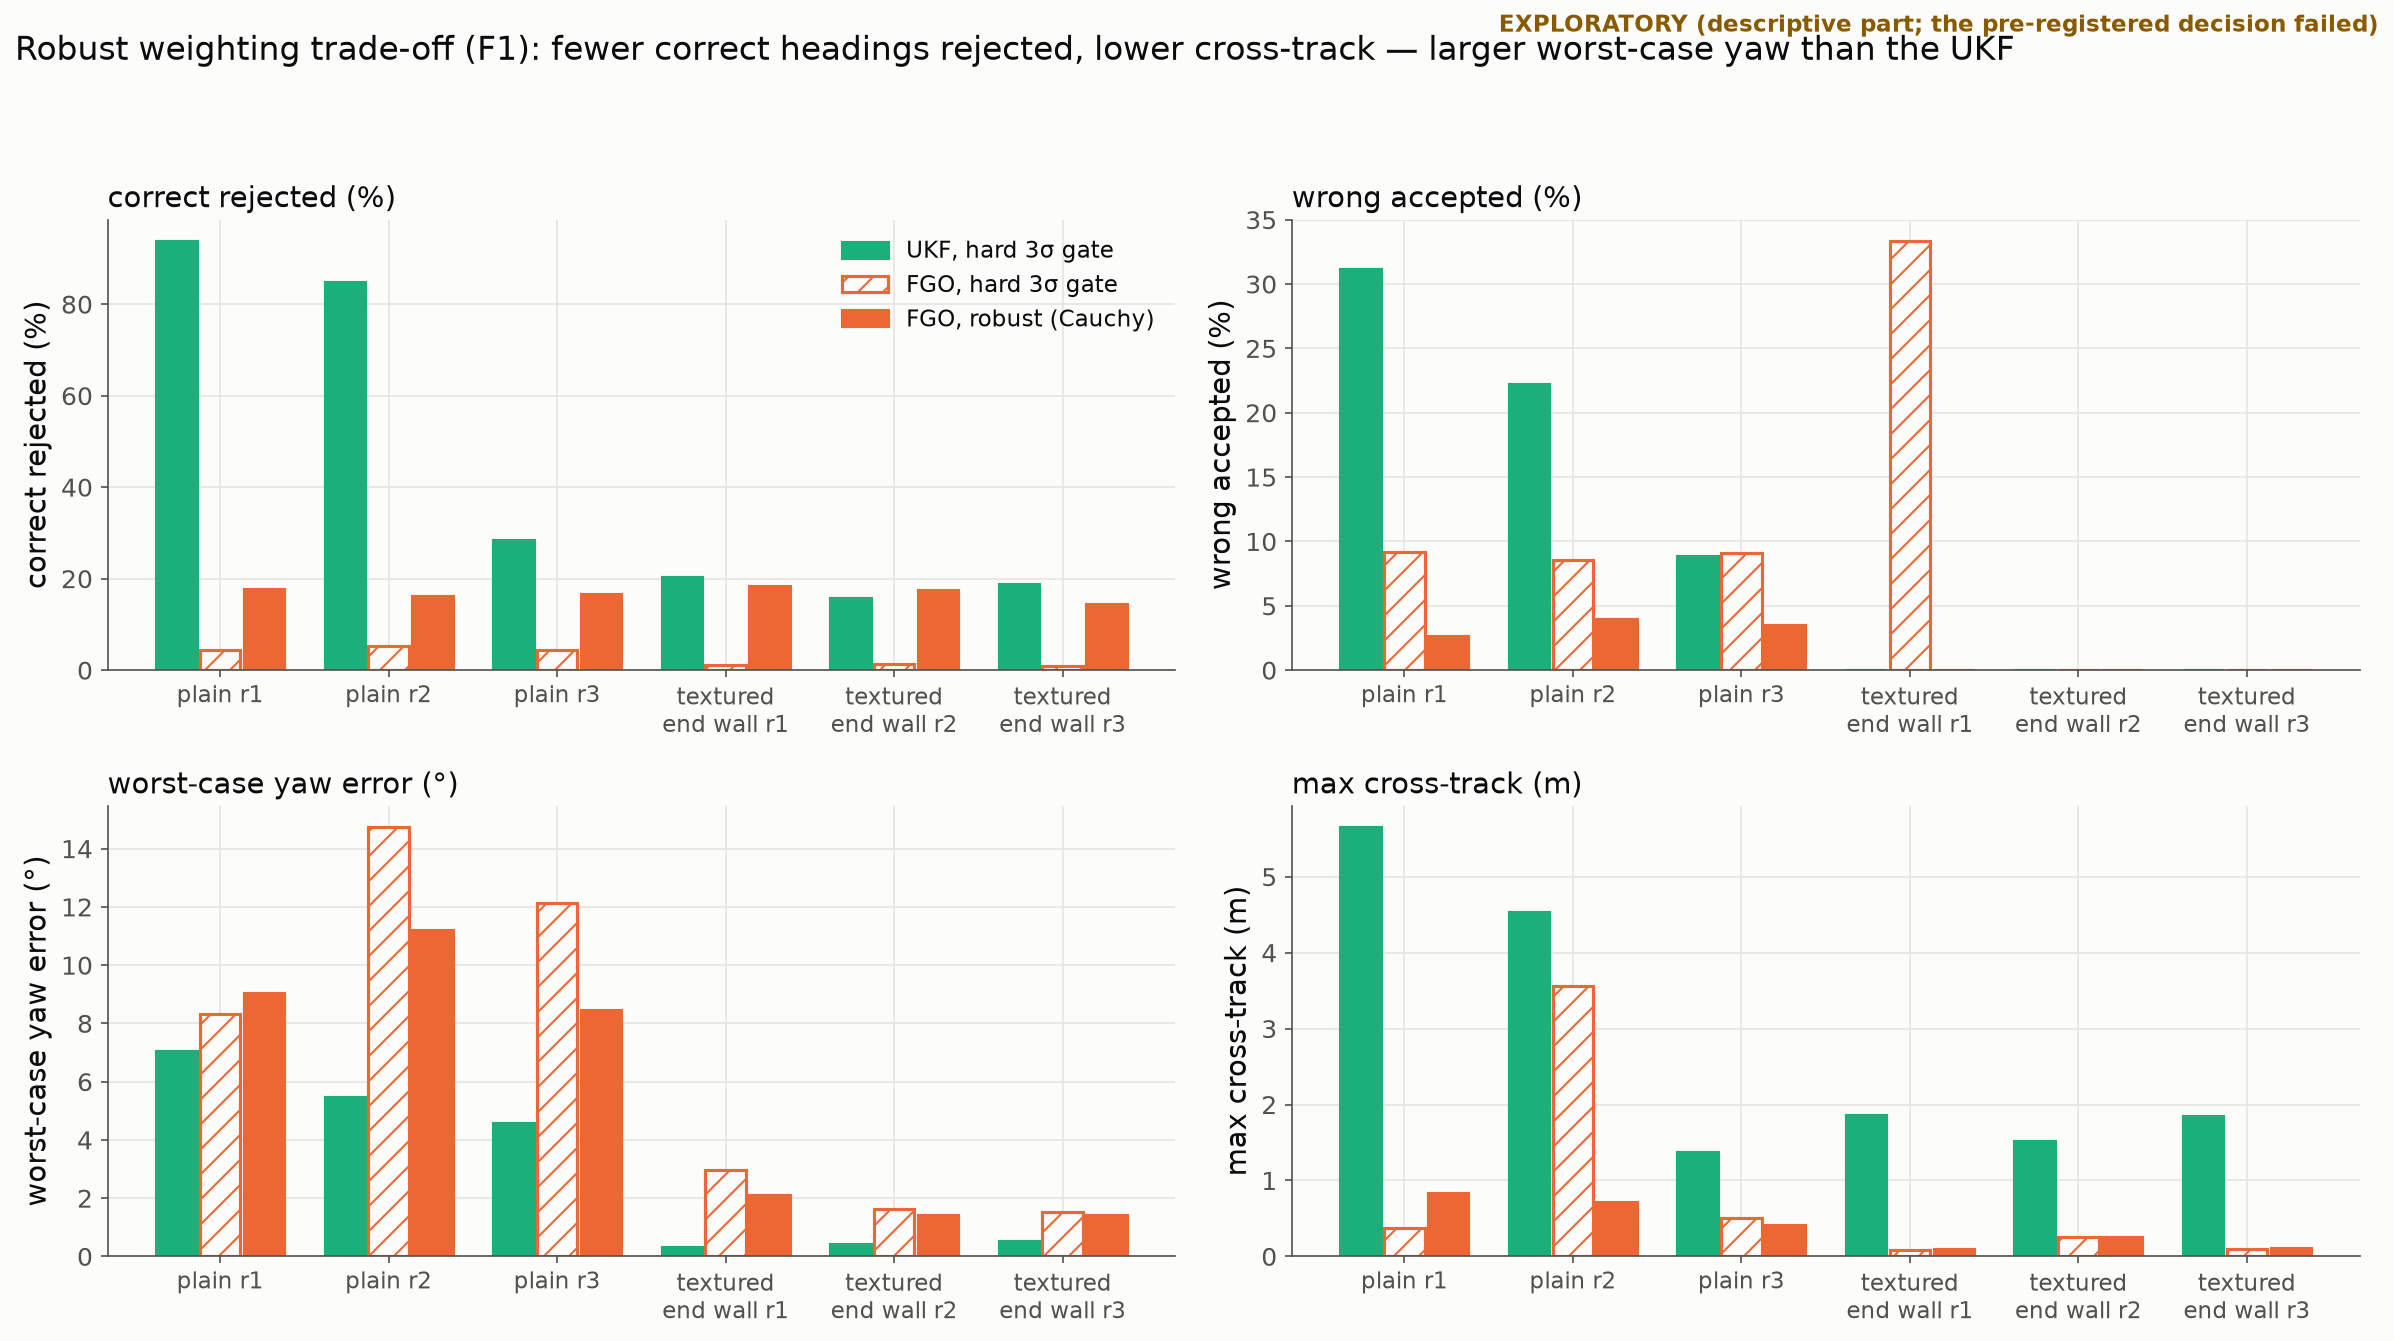 EXPLORATORY (descriptive part; the pre-registered decision failed)
Robust weighting trade-off (F1): fewer correct headings rejected, lower cross-track — larger worst-case yaw than the UKF
correct rejected (%)
correct rejected (%)
80
60
40
20
0
UKF, hard 3σ gate
FGO, hard 3σ gate
FGO, robust (Cauchy)
plain r1
plain r2
plain r3
textured
end wall r1
textured
end wall r2
textured
end wall r3
wrong accepted (%)
wrong accepted (%)
35
30
25
20
15
10
5
0
plain r1
plain r2
plain r3
textured
end wall r1
textured
end wall r2
textured
end wall r3
worst-case yaw error (°)
worst-case yaw error (°)
14
12
10
8
6
4
2
0
plain r1
plain r2
plain r3
textured
end wall r1
textured
end wall r2
textured
end wall r3
max cross-track (m)
max cross-track (m)
5
4
3
2
1
0
plain r1
plain r2
plain r3
textured
end wall r1
textured
end wall r2
textured
end wall r3